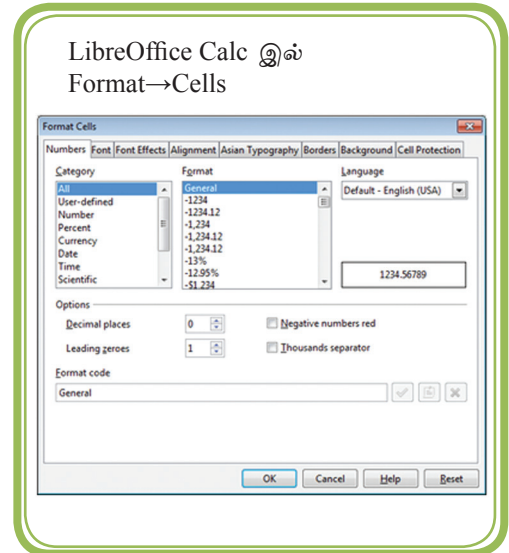 LibreOffice Calc இல்
Format→Cells
Format Cells
Numbers Font Font Effects Alignment Asian Typography Borders Background Cell Protection
Category Format Language
All General Default - English (USA)
User-defined -1234
Number -1234.12
Percent -1,234
Currency -1,234.12
Date -1,234.12
Time -13%
Scientific -12.95%
-$1,234
1234.56789
Options
Decimal places 0 Negative numbers red
Leading zeroes 1 Thousands separator
Format code
General
OK Cancel Help Reset